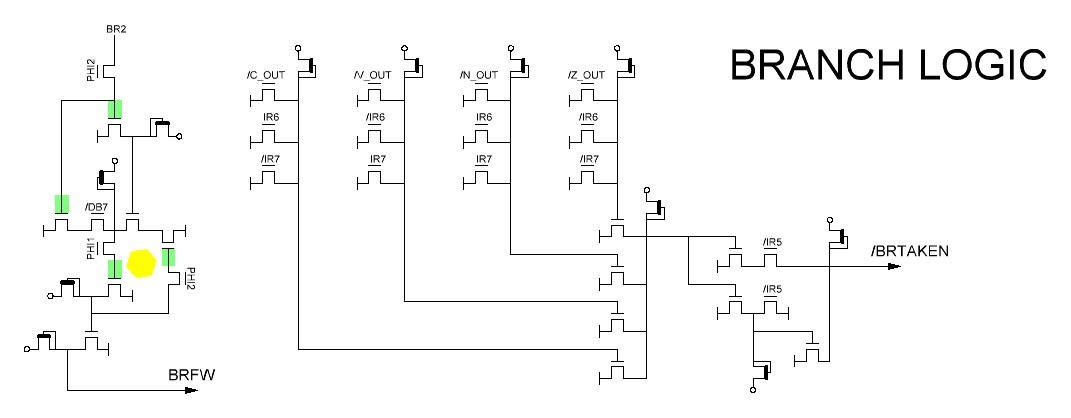 BR2
PHI2
/DB7
PHI1
PHI2
BRFW
/C_OUT
IR6
/IR7
/V_OUT
/IR6
IR7
/N_OUT
IR6
IR7
/Z_OUT
/IR6
/IR7
BRANCH LOGIC
/IR5
/BRTAKEN
/IR5